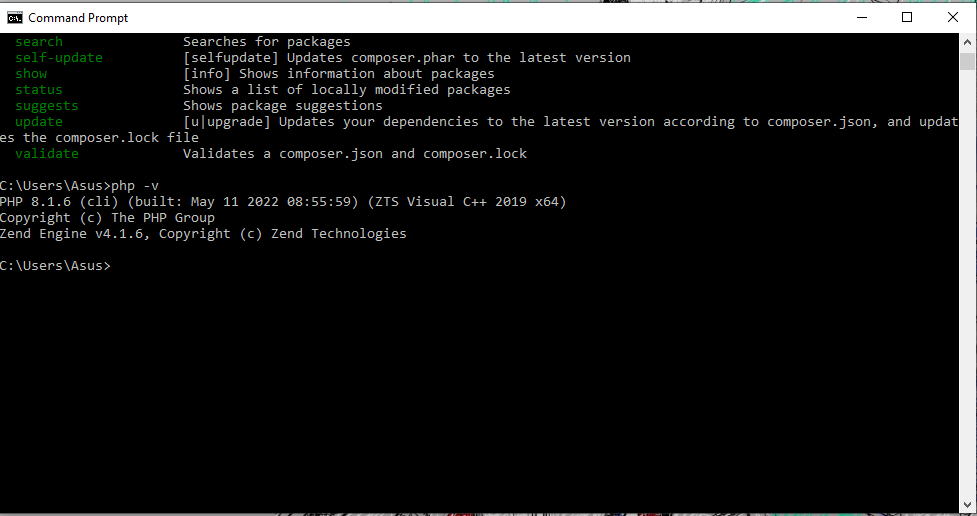 Command Prompt
search Searches for packages
self-update [selfupdate] Updates composer.phar to the latest version
show [info] Shows information about packages
status Shows a list of locally modified packages
suggests Shows package suggestions
update [u|upgrade] Updates your dependencies to the latest version according to composer.json, and updat
es the composer.lock file
validate Validates a composer.json and composer.lock
C:\Users\Asus>php -v
PHP 8.1.6 (cli) (built: May 11 2022 08:55:59) (ZTS Visual C++ 2019 x64)
Copyright (c) The PHP Group
Zend Engine v4.1.6, Copyright (c) Zend Technologies
C:\Users\Asus>